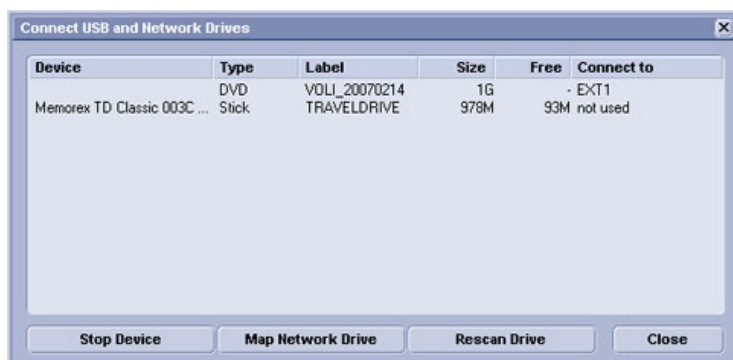 Connect USB and Network Drives
Device Type Label Size Free Connect to
DVD VOLI_20070214 1G - EXT1
Memorex TD Classic 003C ... Stick TRAVELDRIVE 978M 93M not used
Stop Device Map Network Drive Rescan Drive Close